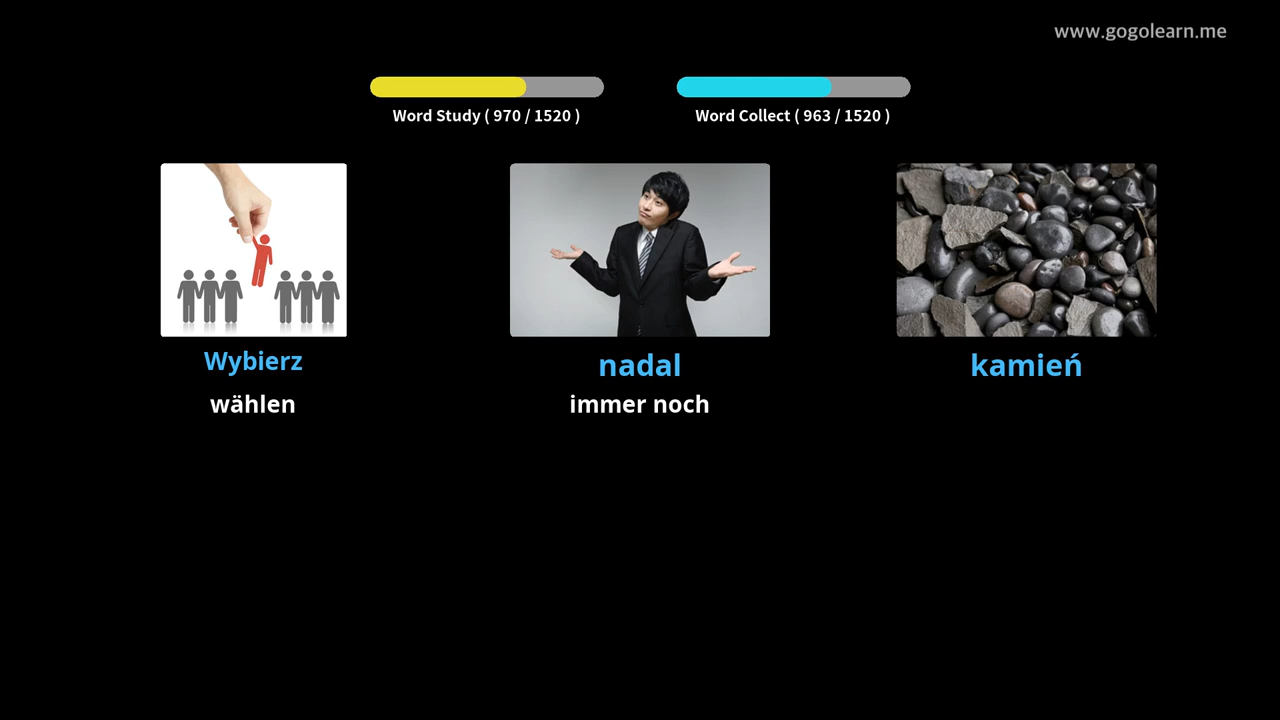 www.gogolearn.me
Word Study ( 970 / 1520 )
Word Collect ( 963 / 1520 )
Wybierz
wählen
nadal
immer noch
kamień